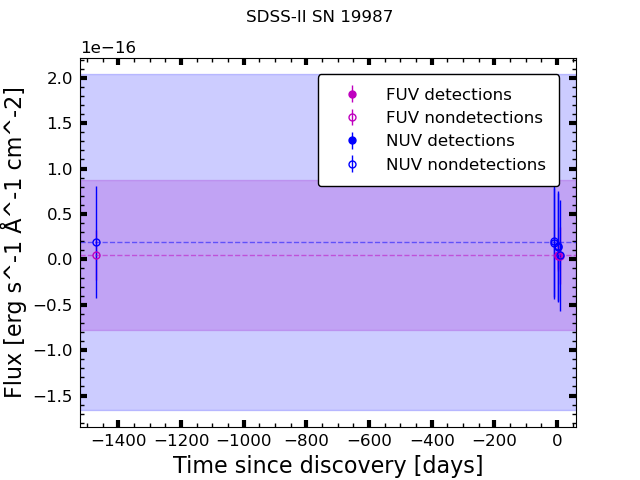 SDSS-II SN 19987
1e−16
FUV detections
FUV nondetections
NUV detections
NUV nondetections
2.0
1.5
1.0
0.5
0.0
−0.5
−1.0
−1.5
Flux [erg s^-1 Å^-1 cm^-2]
−1400 −1200 −1000 −800 −600 −400 −200 0
Time since discovery [days]